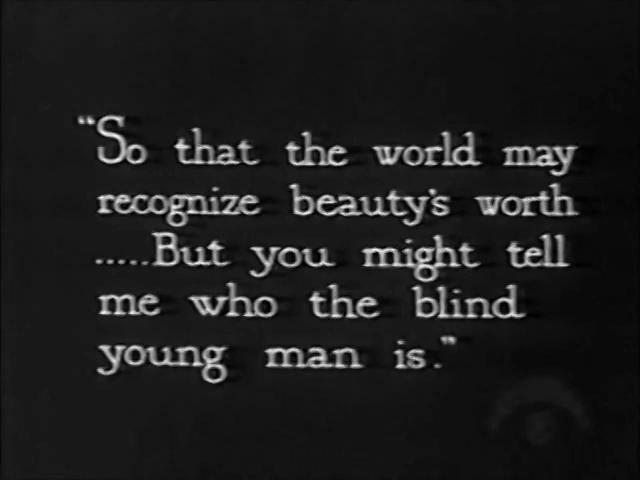 “So that the world may
recognize beauty's worth
.....But you might tell
me who the blind
young man is.”